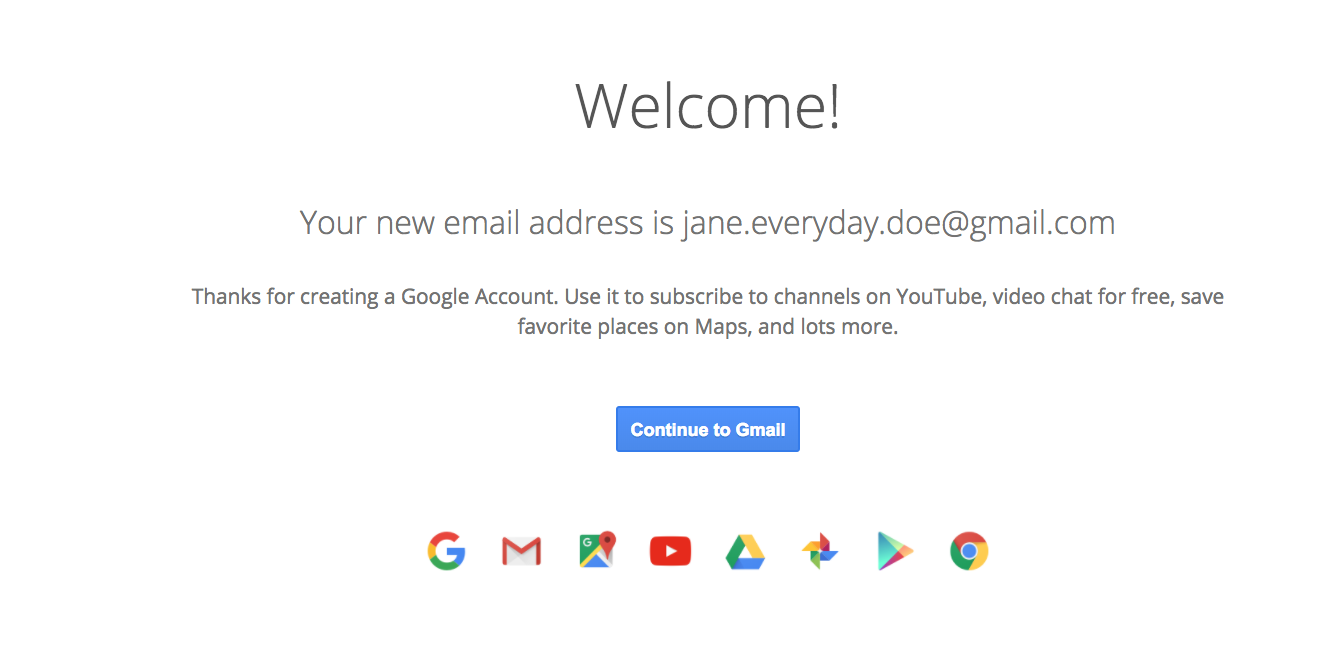 Welcome!
Your new email address is jane.everyday.doe@gmail.com
Thanks for creating a Google Account. Use it to subscribe to channels on YouTube, video chat for free, save
favorite places on Maps, and lots more.
Continue to Gmail
G G